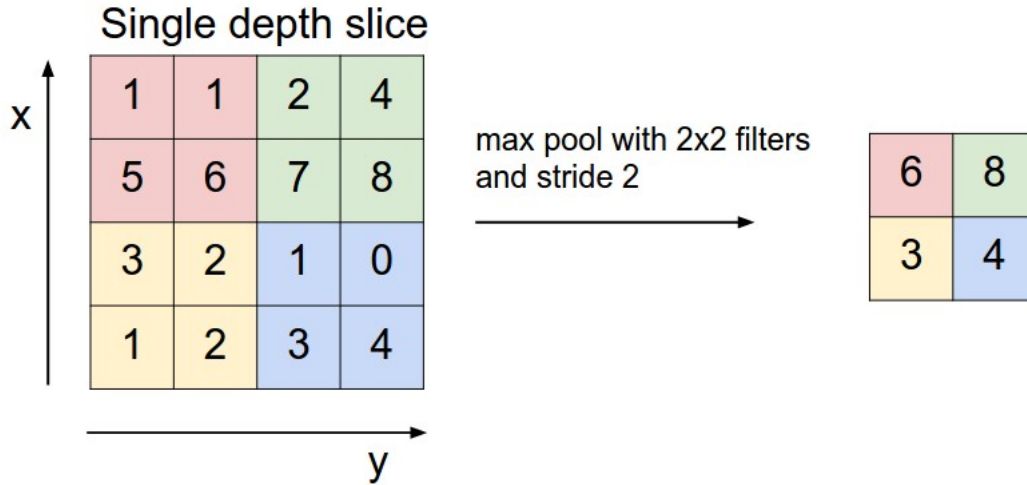 Single depth slice
x
1 1 2 4
5 6 7 8
3 2 1 0
1 2 3 4
y
max pool with 2x2 filters
and stride 2
6 8
3 4